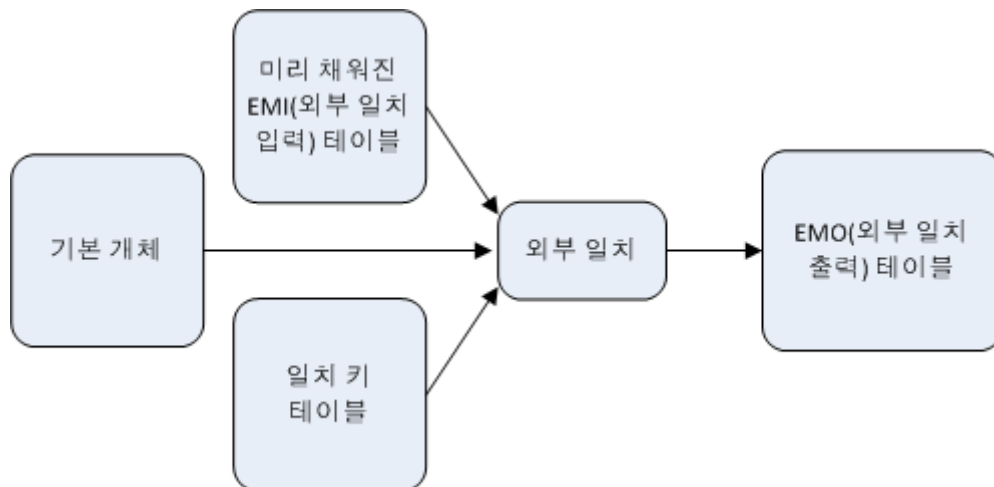 미리 채워진
EMI(외부 일치
입력) 테이블
기본 개체
외부 일치
EMO(외부 일치
출력) 테이블
일치 키
테이블